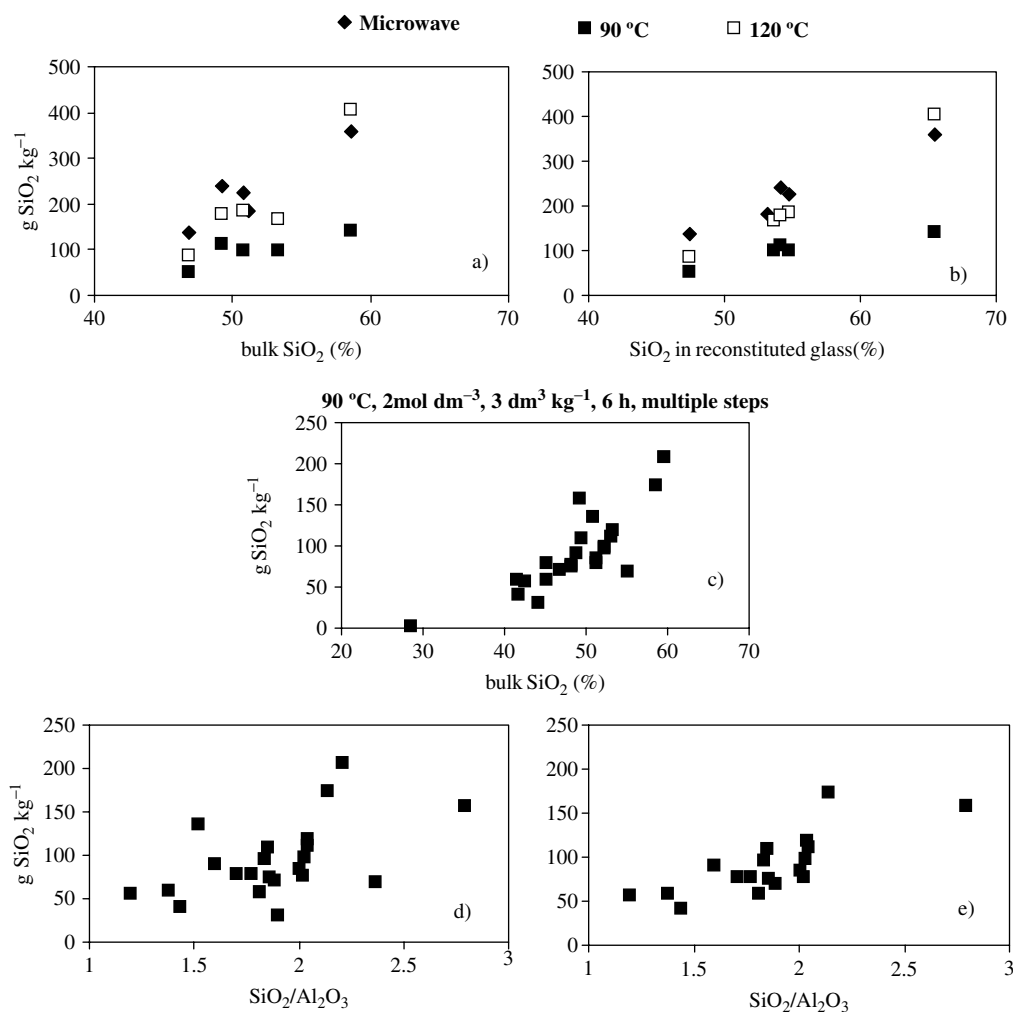 Microwave 90 ºC 120 ºC
500
400
300
200
100
0
g SiO₂ kg⁻¹
40 50 60 70
bulk SiO₂ (%)
a)
500
400
300
200
100
0
40 50 60 70
SiO₂ in reconstituted glass(%)
b)
90 ºC, 2mol dm⁻³, 3 dm³ kg⁻¹, 6 h, multiple steps
250
200
150
100
50
0
g SiO₂ kg⁻¹
20 30 40 50 60 70
bulk SiO₂ (%)
c)
250
200
150
100
50
0
g SiO₂ kg⁻¹
1 1.5 2 2.5 3
SiO₂/Al₂O₃
d)
250
200
150
100
50
0
1 1.5 2 2.5 3
SiO₂/Al₂O₃
e)